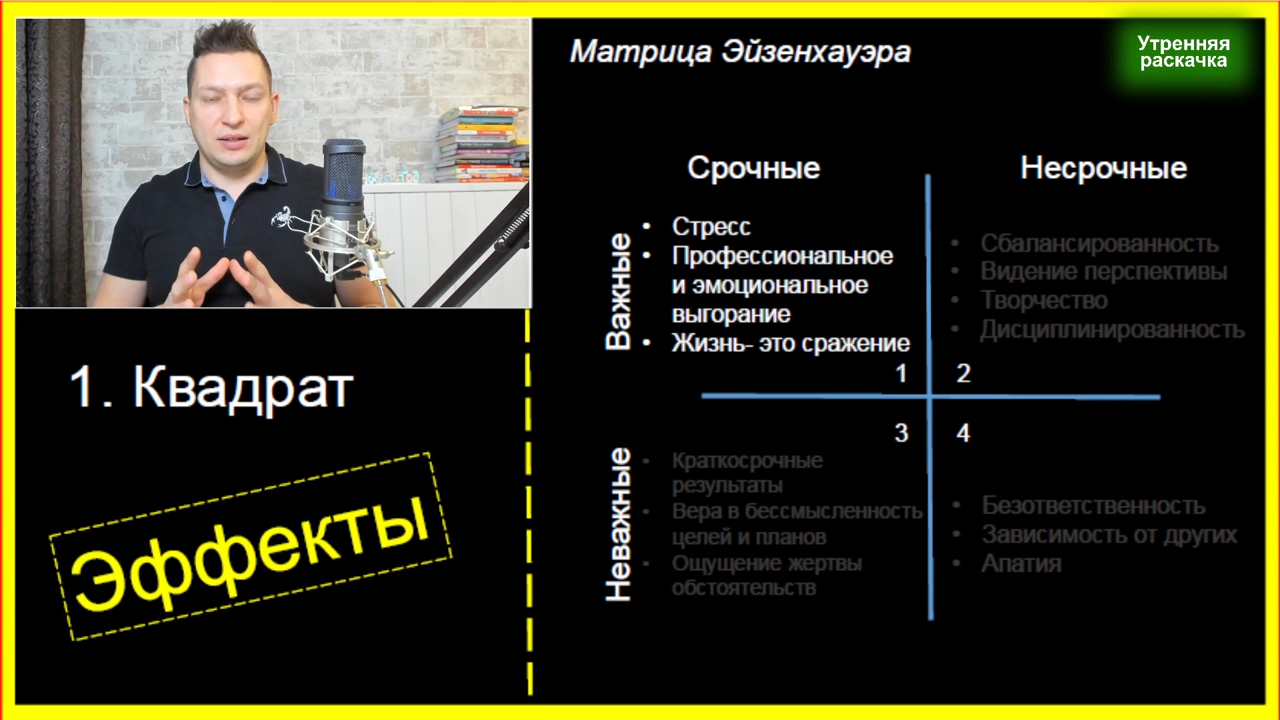 Матрица Эйзенхауэра
Утренняя
раскачка
Срочные
Несрочные
Важные
• Стресс
• Профессиональное
и эмоциональное
выгорание
• Жизнь- это сражение
• Сбалансированность
• Видение перспективы
• Творчество
• Дисциплинированность
1
2
3
4
Неважные
• Краткосрочные
результаты
• Вера в бессмысленность
целей и планов
• Ощущение жертвы
обстоятельств
• Безответственность
• Зависимость от других
• Апатия
1. Квадрат
Эффекты